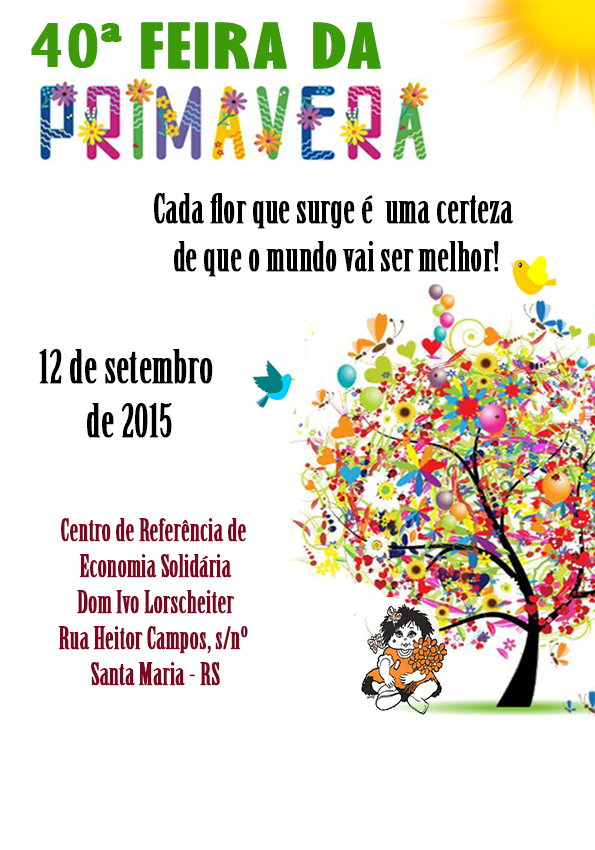 40ª FEIRA DA
PRIMAVERA
Cada flor que surge é uma certeza
de que o mundo vai ser melhor!
12 de setembro
de 2015
Centro de Referência de
Economia Solidária
Dom Ivo Lorscheiter
Rua Heitor Campos, s/nº
Santa Maria - RS